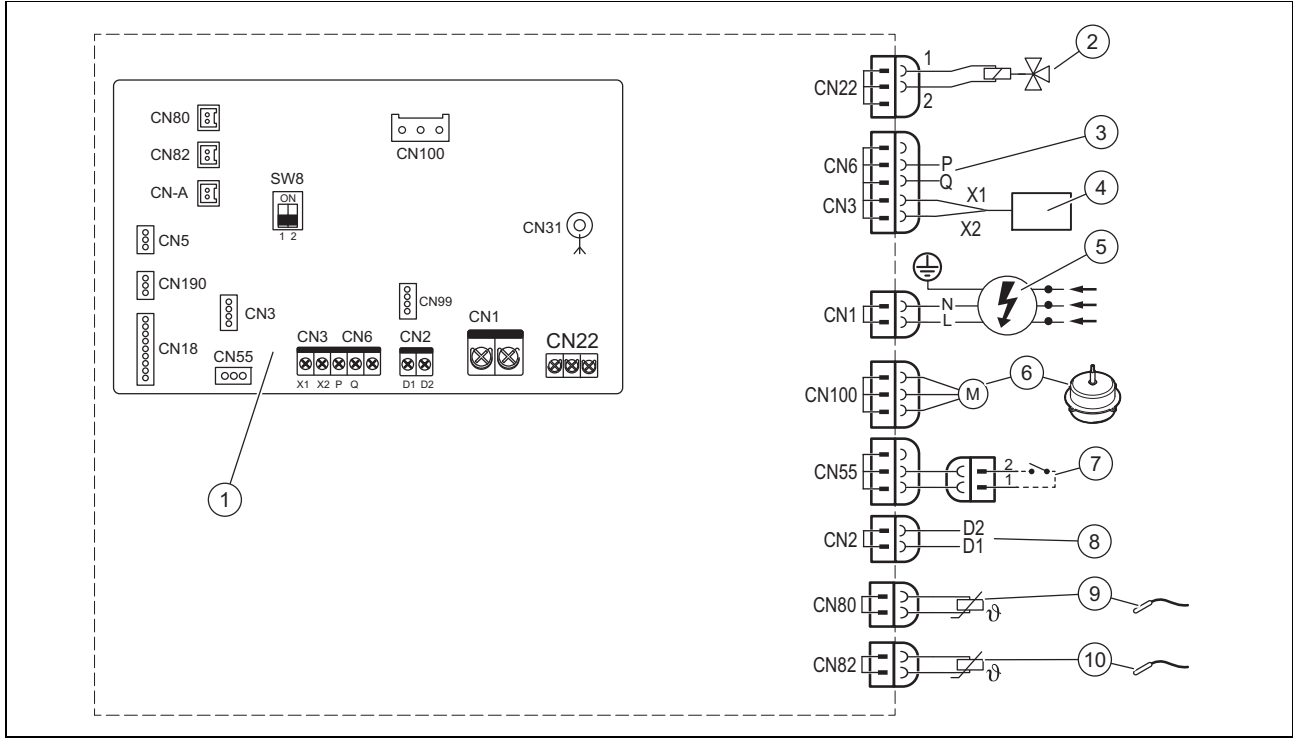 CN80
CN82
CN-A
CN5
CN190
CN18
CN3
CN55
SW8
ON
1 2
CN100
CN31
CN99
CN3 CN6
X1 X2 P Q
CN2
D1 D2
CN1
CN22
1
CN22
1
2
2
CN6
P
Q
3
CN3
X1
X2
4
CN1
N
L
5
CN100
M
6
CN55
2
1
7
CN2
D2
D1
8
CN80
ϑ
9
CN82
ϑ
10